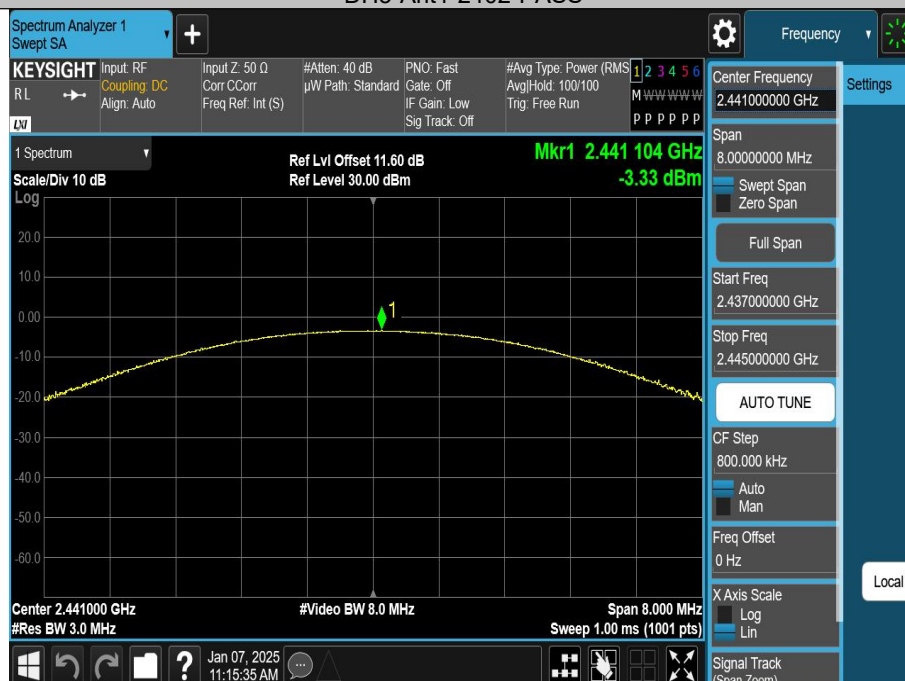 Spectrum Analyzer 1
Swept SA
+
Frequency
KEYSIGHT
RL
LXI
Input: RF
Coupling: DC
Align: Auto
Input Z: 50 Ω
Corr CCorr
Freq Ref: Int (S)
#Atten: 40 dB
µW Path: Standard
PNO: Fast
Gate: Off
IF Gain: Low
Sig Track: Off
#Avg Type: Power (RMS
Avg|Hold: 100/100
Trig: Free Run
1 2 3 4 5 6
M W W W W W
P P P P P P
1 Spectrum
Scale/Div 10 dB
Log
Ref Lvl Offset 11.60 dB
Ref Level 30.00 dBm
Mkr1 2.441 104 GHz
-3.33 dBm
20.0
10.0
0.00
-10.0
-20.0
-30.0
-40.0
-50.0
-60.0
1
Center 2.441000 GHz
#Res BW 3.0 MHz
#Video BW 8.0 MHz
Span 8.000 MHz
Sweep 1.00 ms (1001 pts)
Center Frequency
2.441000000 GHz
Settings
Span
8.00000000 MHz
Swept Span
Zero Span
Full Span
Start Freq
2.437000000 GHz
Stop Freq
2.445000000 GHz
AUTO TUNE
CF Step
800.000 kHz
Auto
Man
Freq Offset
0 Hz
X Axis Scale
Log
Lin
Local
Signal Track
(Span Zoom)
?
Jan 07, 2025
11:15:35 AM